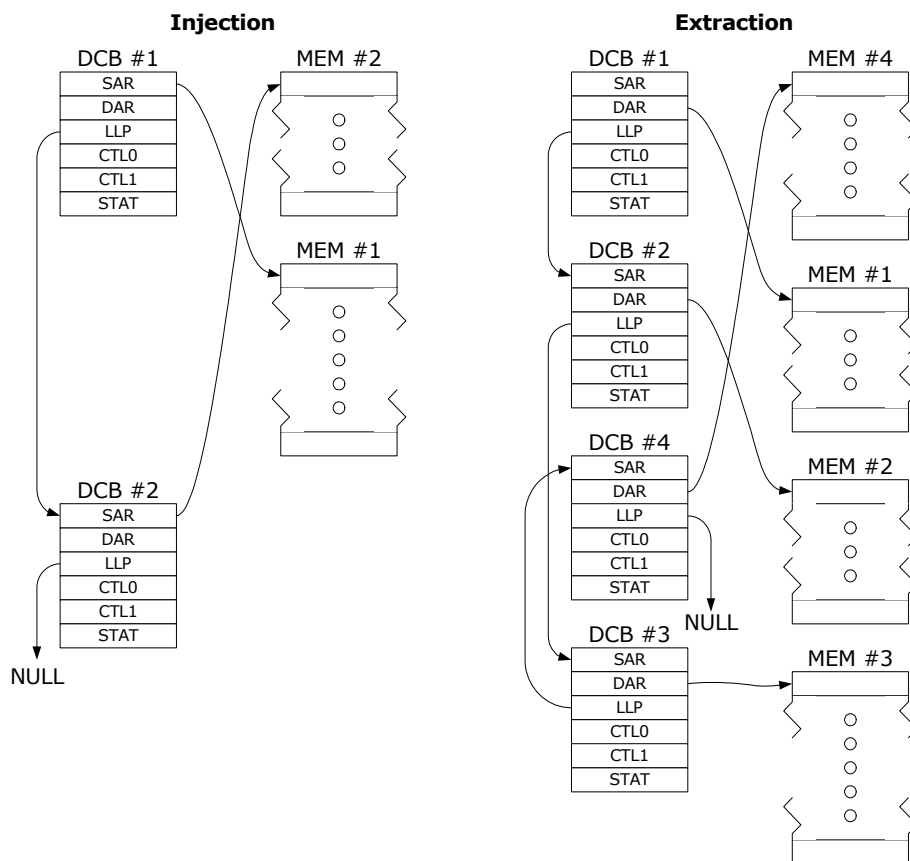 Injection
DCB #1
SAR
DAR
LLP
CTL0
CTL1
STAT
MEM #2
MEM #1
DCB #2
SAR
DAR
LLP
CTL0
CTL1
STAT
NULL
Extraction
DCB #1
SAR
DAR
LLP
CTL0
CTL1
STAT
MEM #4
DCB #2
SAR
DAR
LLP
CTL0
CTL1
STAT
MEM #1
DCB #4
SAR
DAR
LLP
CTL0
CTL1
STAT
MEM #2
NULL
DCB #3
SAR
DAR
LLP
CTL0
CTL1
STAT
MEM #3